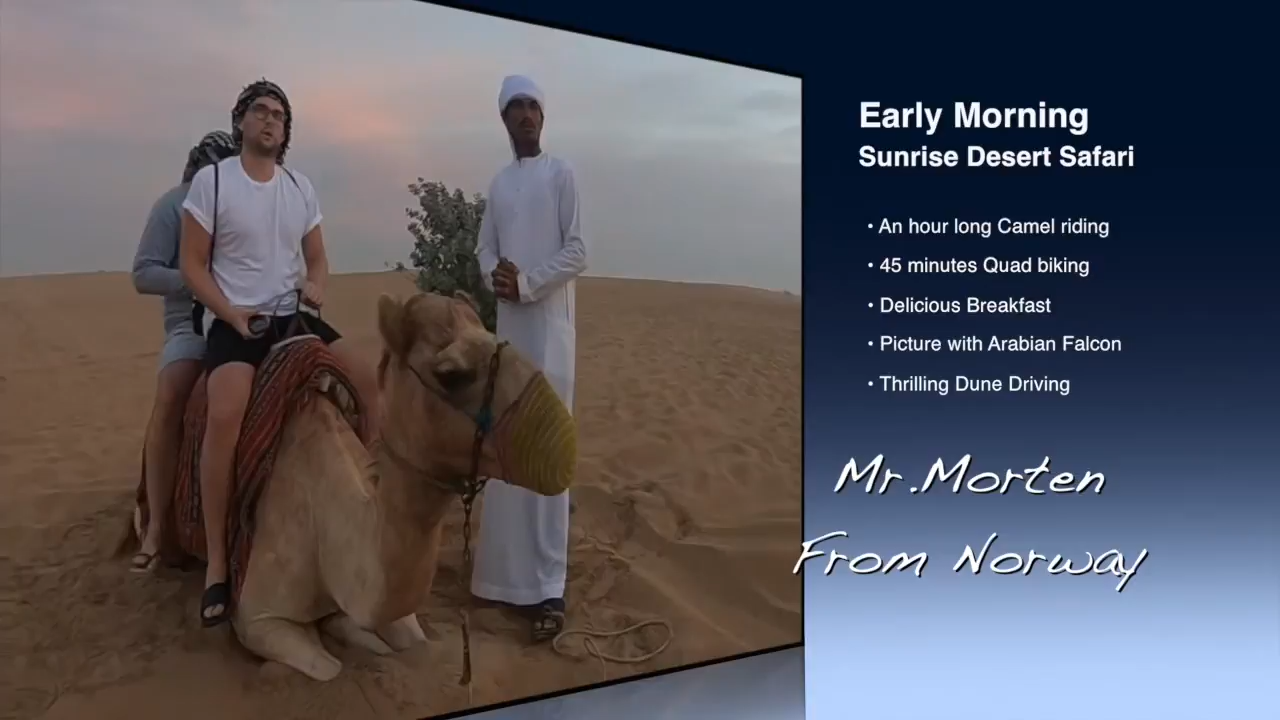 Early Morning
Sunrise Desert Safari
• An hour long Camel riding
• 45 minutes Quad biking
• Delicious Breakfast
• Picture with Arabian Falcon
• Thrilling Dune Driving
Mr.Morten
From Norway